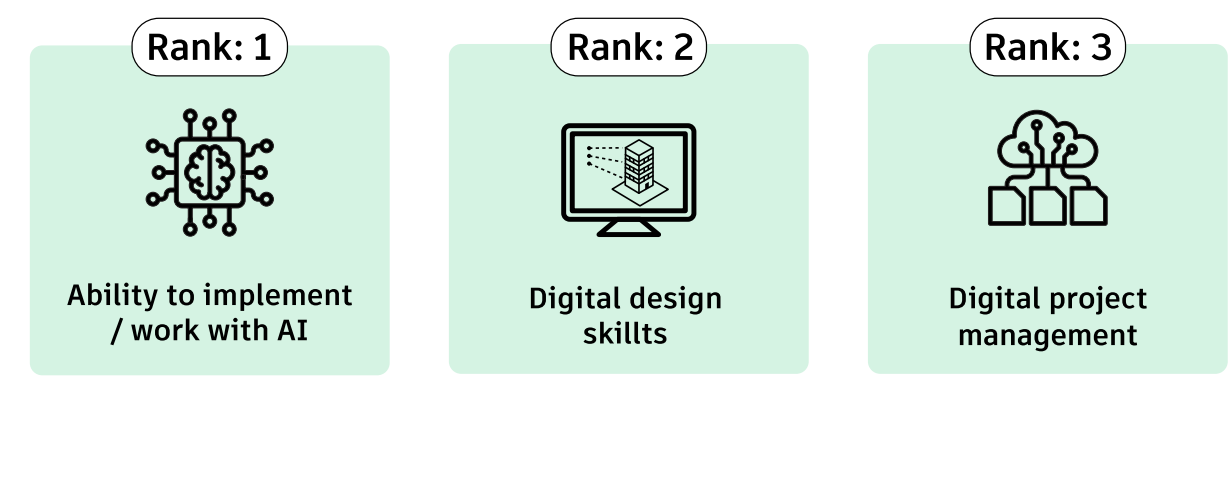 Rank: 1
Ability to implement
/ work with AI
Rank: 2
Digital design
skillts
Rank: 3
Digital project
management